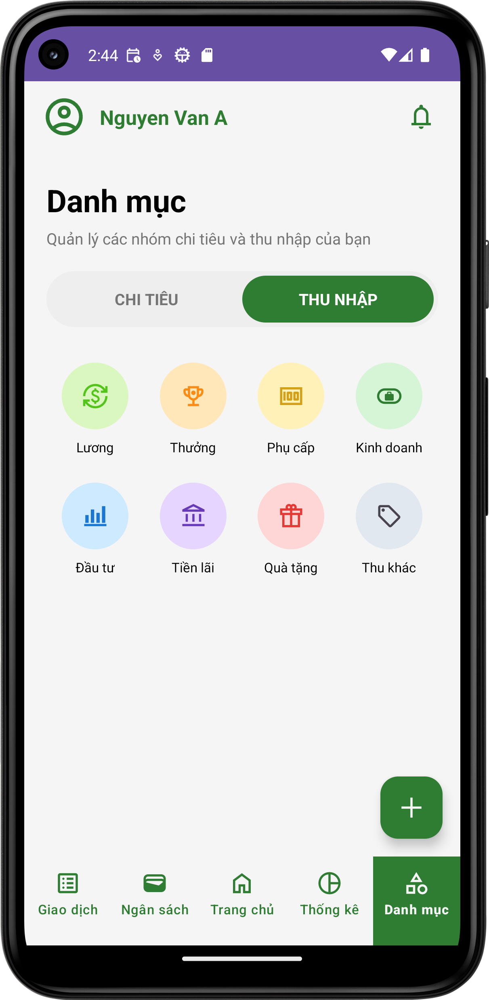 2:44
Nguyen Van A
Danh mục
Quản lý các nhóm chi tiêu và thu nhập của bạn
CHI TIÊU THU NHẬP
100
Lương Thưởng Phụ cấp Kinh doanh
Đầu tư Tiền lãi Quà tặng Thu khác
Giao dịch Ngân sách Trang chủ Thống kê Danh mục